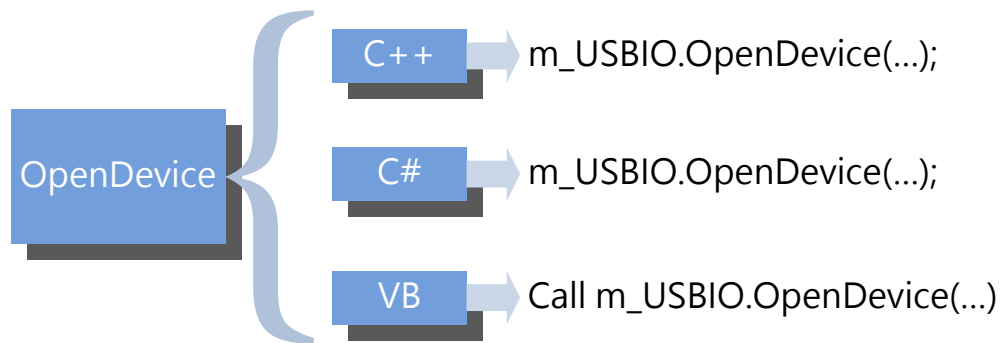 OpenDevice
C++
m_USBIO.OpenDevice(...);
C#
m_USBIO.OpenDevice(...);
VB
Call m_USBIO.OpenDevice(...)